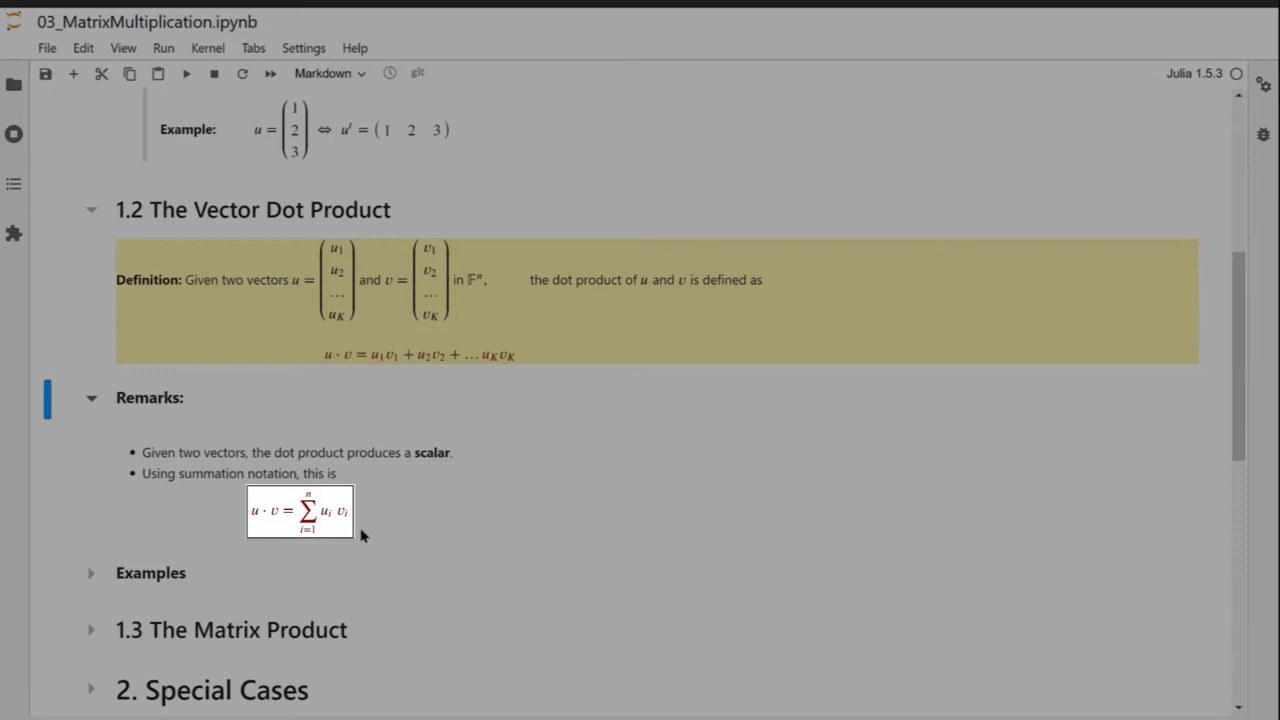 03_MatrixMultiplication.ipynb
File Edit View Run Kernel Tabs Settings Help
Markdown git Julia 1.5.3
Example: u = (1 2 3) ⇔ uᵗ = ( 1 2 3 )
1.2 The Vector Dot Product
Definition: Given two vectors u = (u₁ u₂ … u_K) and v = (v₁ v₂ … v_K) in 𝔽ⁿ, the dot product of u and v is defined as
u · v = u₁v₁ + u₂v₂ + … u_Kv_K
Remarks:
• Given two vectors, the dot product produces a scalar.
• Using summation notation, this is
u · v = ∑ᵢ₌₁ⁿ uᵢ vᵢ
Examples
1.3 The Matrix Product
2. Special Cases